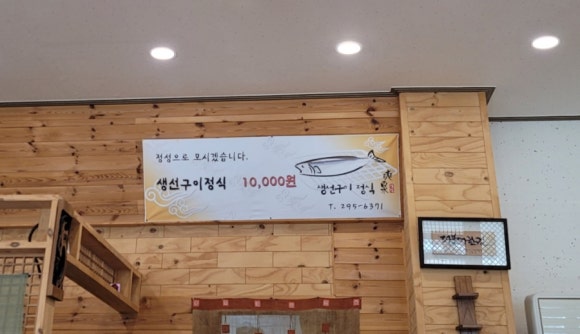 정성으로 모시겠습니다.
생선구이정식 10,000원
생선구이 정식
T. 295-6371